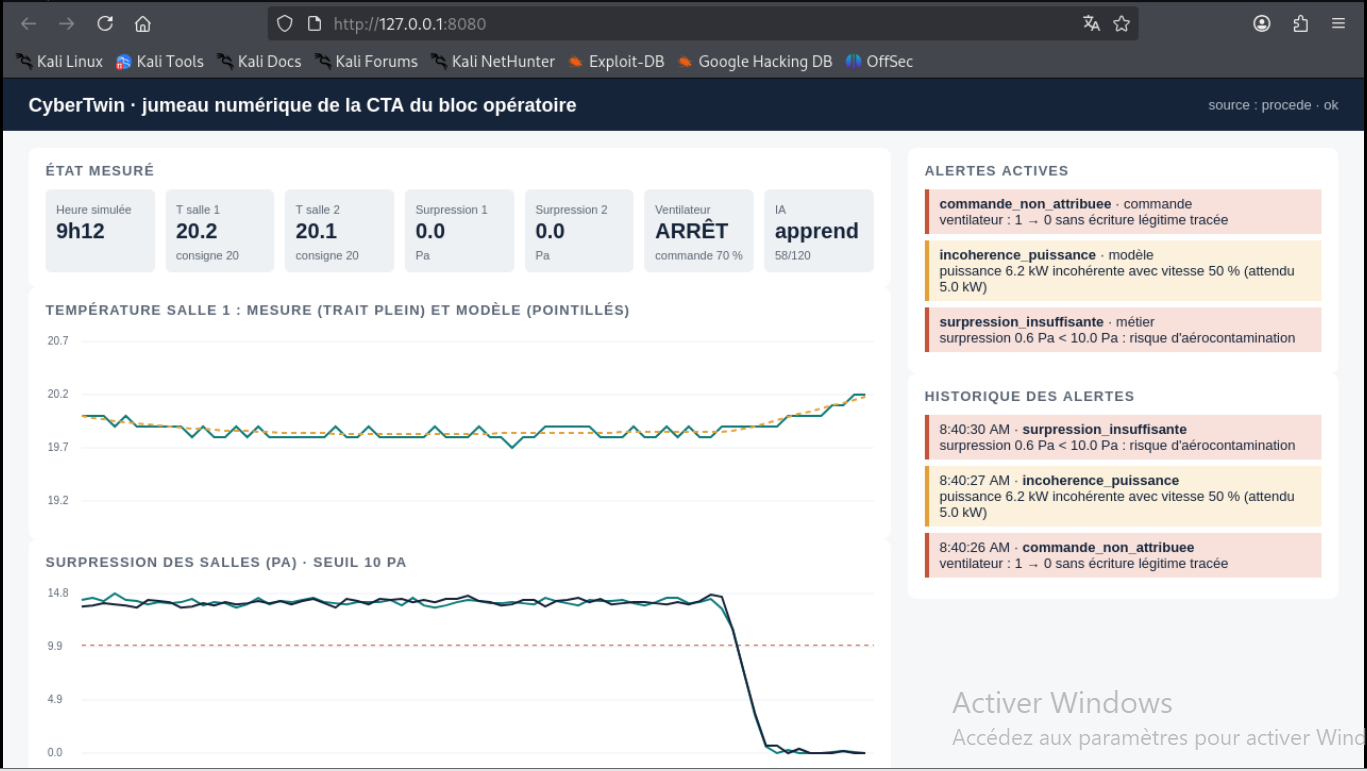 http://127.0.0.1:8080
Kali Linux Kali Tools Kali Docs Kali Forums Kali NetHunter Exploit-DB Google Hacking DB OffSec
CyberTwin · jumeau numérique de la CTA du bloc opératoire
source : procede · ok
ÉTAT MESURÉ
Heure simulée
9h12
T salle 1
20.2
consigne 20
T salle 2
20.1
consigne 20
Surpression 1
0.0
Pa
Surpression 2
0.0
Pa
Ventilateur
ARRÊT
commande 70 %
IA
apprend
58/120
TEMPÉRATURE SALLE 1 : MESURE (TRAIT PLEIN) ET MODÈLE (POINTILLÉS)
20.7
20.2
19.7
19.2
SURPRESSION DES SALLES (PA) · SEUIL 10 PA
14.8
9.9
4.9
0.0
ALERTES ACTIVES
commande_non_attribuee · commande
ventilateur : 1 → 0 sans écriture légitime tracée
incoherence_puissance · modèle
puissance 6.2 kW incohérente avec vitesse 50 % (attendu
5.0 kW)
surpression_insuffisante · métier
surpression 0.6 Pa < 10.0 Pa : risque d'aérocontamination
HISTORIQUE DES ALERTES
8:40:30 AM · surpression_insuffisante
surpression 0.6 Pa < 10.0 Pa : risque d'aérocontamination
8:40:27 AM · incoherence_puissance
puissance 6.2 kW incohérente avec vitesse 50 % (attendu
5.0 kW)
8:40:26 AM · commande_non_attribuee
ventilateur : 1 → 0 sans écriture légitime tracée
Activer Windows
Accédez aux paramètres pour activer Wind